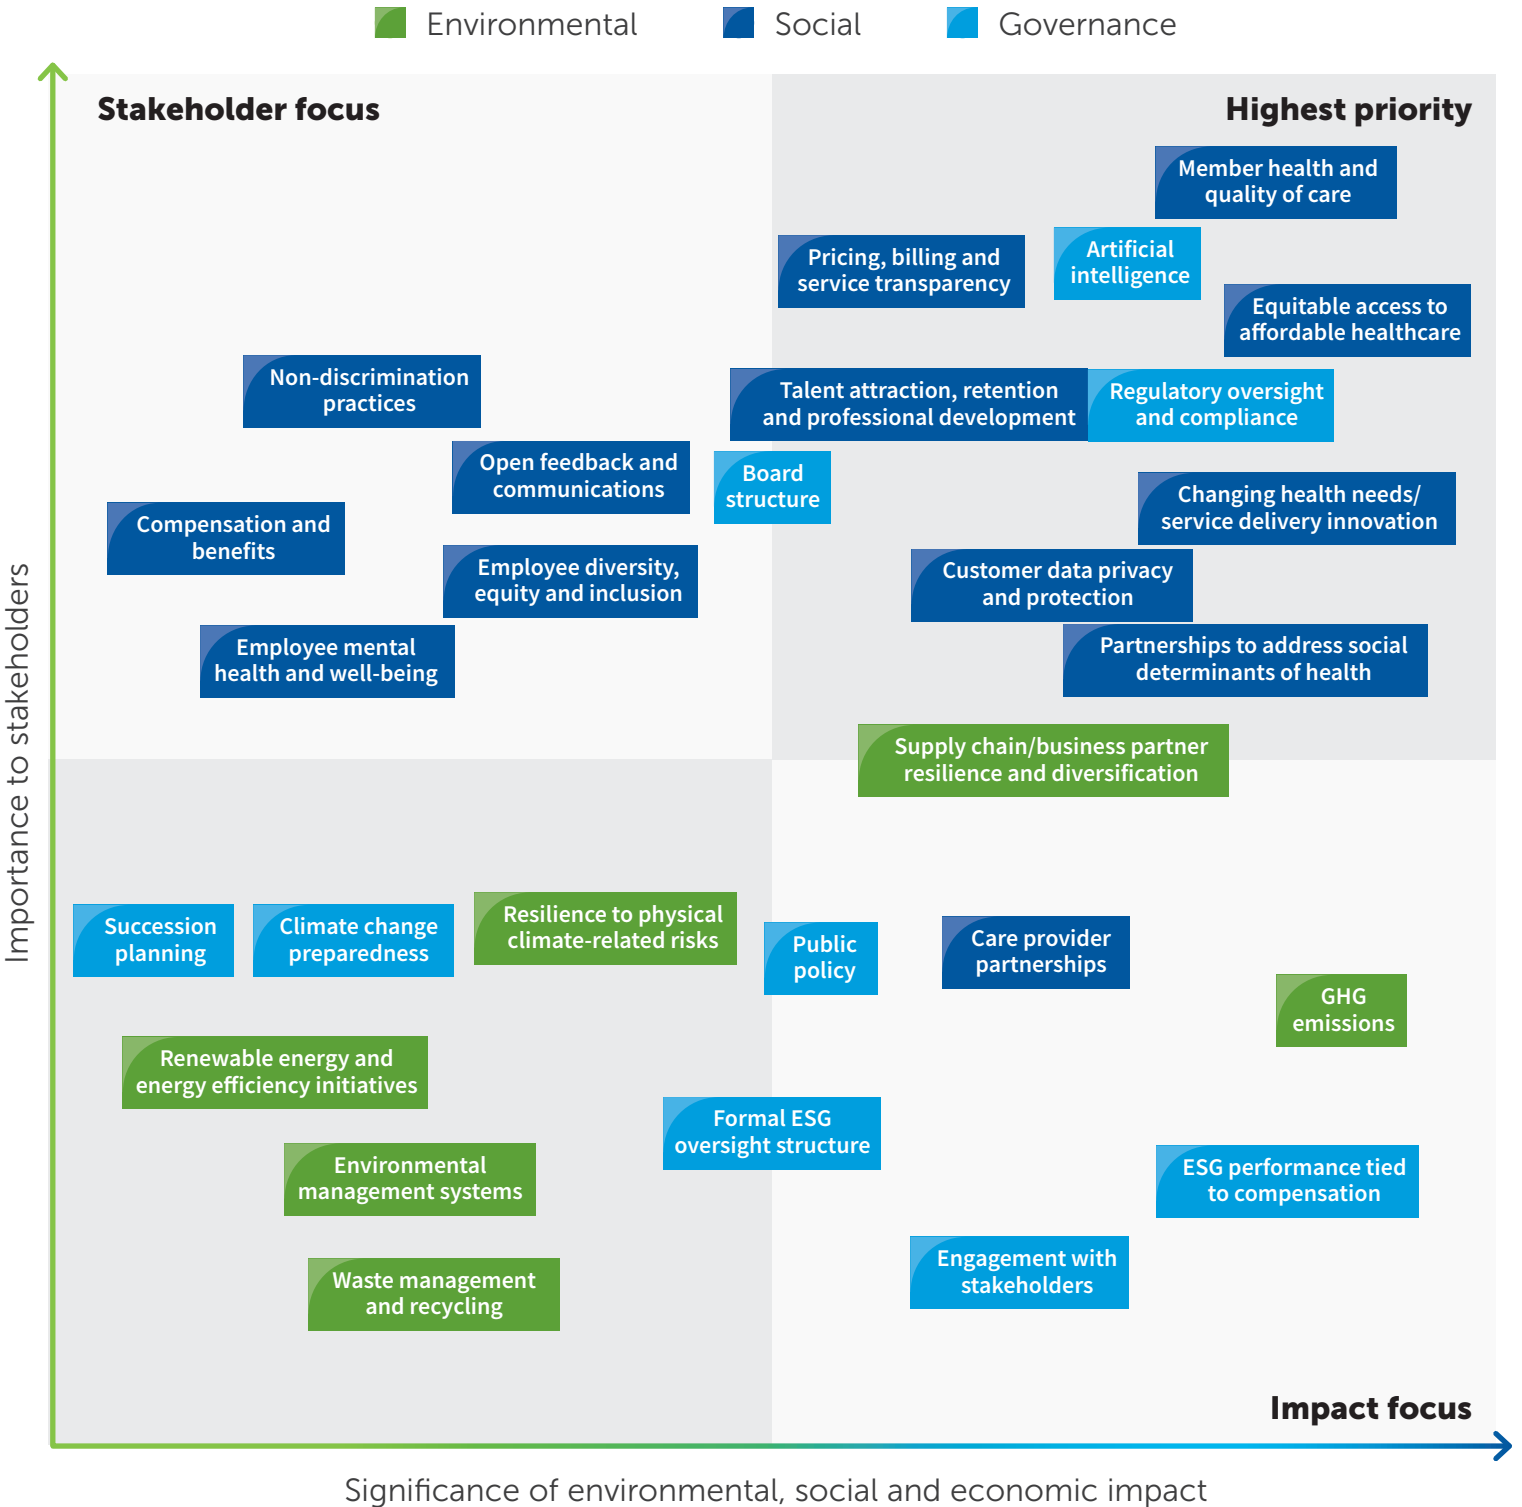 Environmental
Social
Governance
Stakeholder focus
Highest priority
Member health and
quality of care
Pricing, billing and
service transparency
Artificial
intelligence
Equitable access to
affordable healthcare
Non-discrimination
practices
Talent attraction, retention
and professional development
Regulatory oversight
and compliance
Open feedback and
communications
Board
structure
Changing health needs/
service delivery innovation
Compensation and
benefits
Employee diversity,
equity and inclusion
Customer data privacy
and protection
Employee mental
health and well-being
Partnerships to address social
determinants of health
Supply chain/business partner
resilience and diversification
Importance to stakeholders
Succession
planning
Climate change
preparedness
Resilience to physical
climate-related risks
Public
policy
Care provider
partnerships
GHG
emissions
Renewable energy and
energy efficiency initiatives
Formal ESG
oversight structure
Environmental
management systems
ESG performance tied
to compensation
Engagement with
stakeholders
Waste management
and recycling
Impact focus
Significance of environmental, social and economic impact